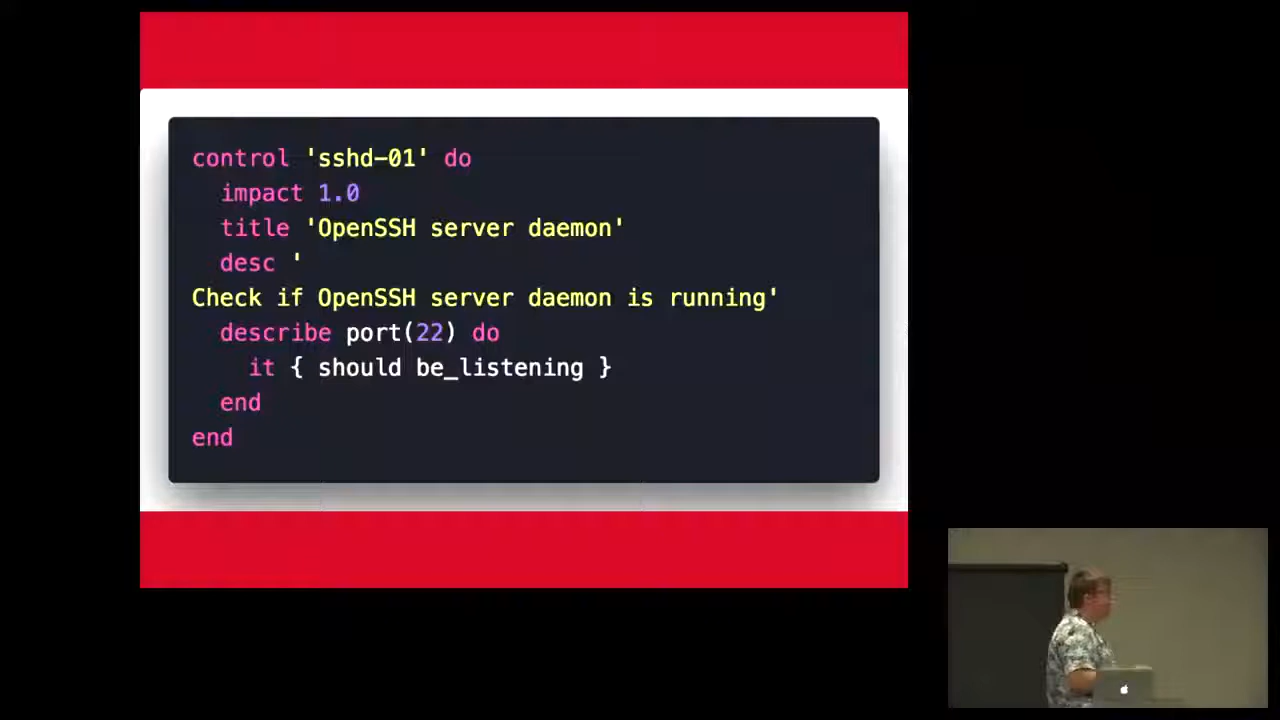 control 'sshd-01' do
  impact 1.0
  title 'OpenSSH server daemon'
  desc '
Check if OpenSSH server daemon is running'
  describe port(22) do
    it { should be_listening }
  end
end